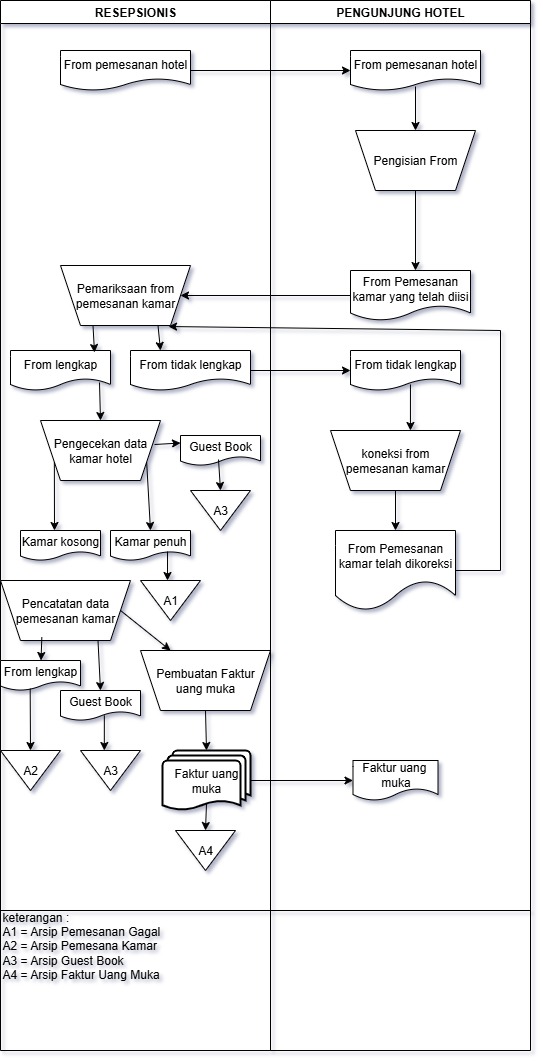 RESEPSIONIS
PENGUNJUNG HOTEL
From pemesanan hotel
From pemesanan hotel
Pengisian From
From Pemesanan
kamar yang telah diisi
Pemariksaan from
pemesanan kamar
From lengkap
From tidak lengkap
From tidak lengkap
Pengecekan data
kamar hotel
Guest Book
A3
koneksi from
pemesanan kamar
Kamar kosong
Kamar penuh
From Pemesanan
kamar telah dikoreksi
A1
Pencatatan data
pemesanan kamar
From lengkap
Guest Book
Pembuatan Faktur
uang muka
A2
A3
Faktur uang
muka
Faktur uang
muka
A4
keterangan :
A1 = Arsip Pemesanan Gagal
A2 = Arsip Pemesana Kamar
A3 = Arsip Guest Book
A4 = Arsip Faktur Uang Muka